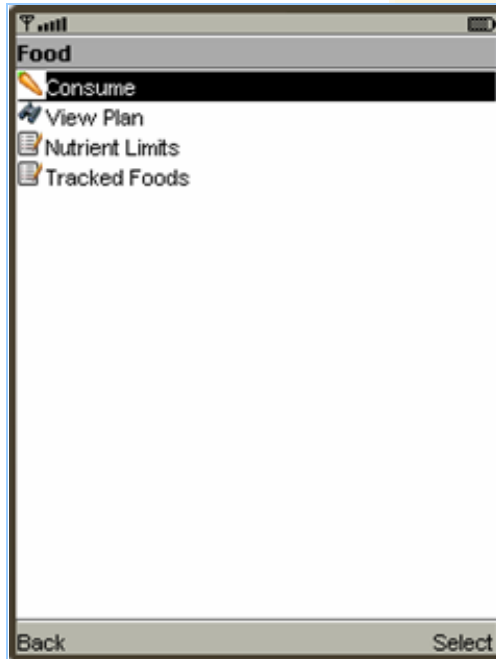 Food
Consume
View Plan
Nutrient Limits
Tracked Foods
Back Select